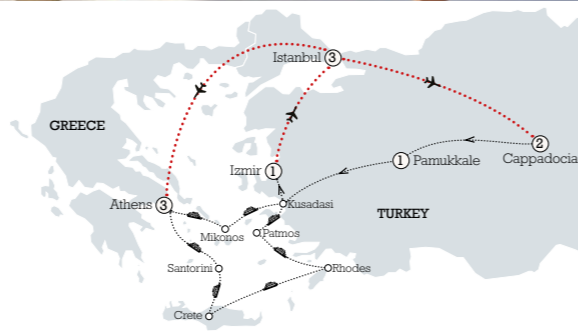 Istanbul 3
GREECE
2
Cappadocia
1 Pamukkale
Izmir 1
Athens 3
Kusadasi
TURKEY
Mikonos
Patmos
Santorini
Rhodes
Crete